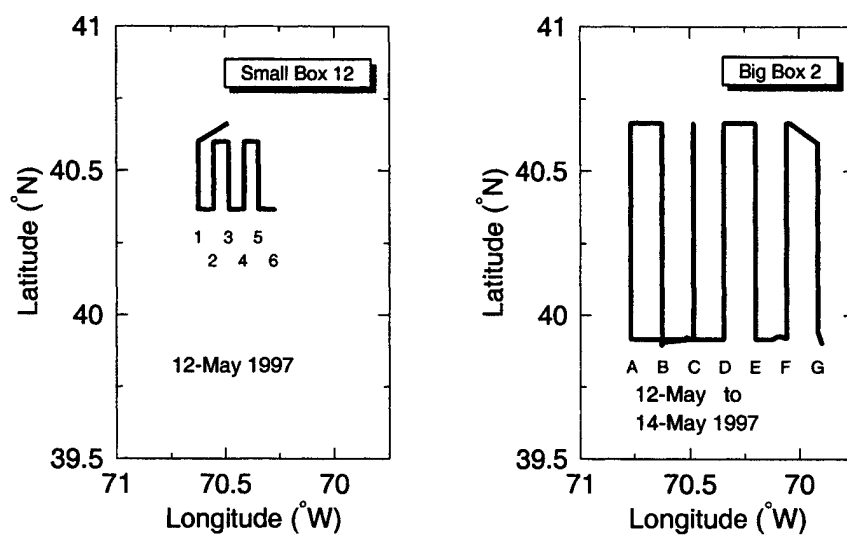 41
Small Box 12
40.5
Latitude (°N)
1 3 5
2 4 6
40
12-May 1997
39.5
71 70.5 70
Longitude (°W)
41
Big Box 2
40.5
Latitude (°N)
40
A B C D E F G
12-May to
14-May 1997
39.5
71 70.5 70
Longitude (°W)